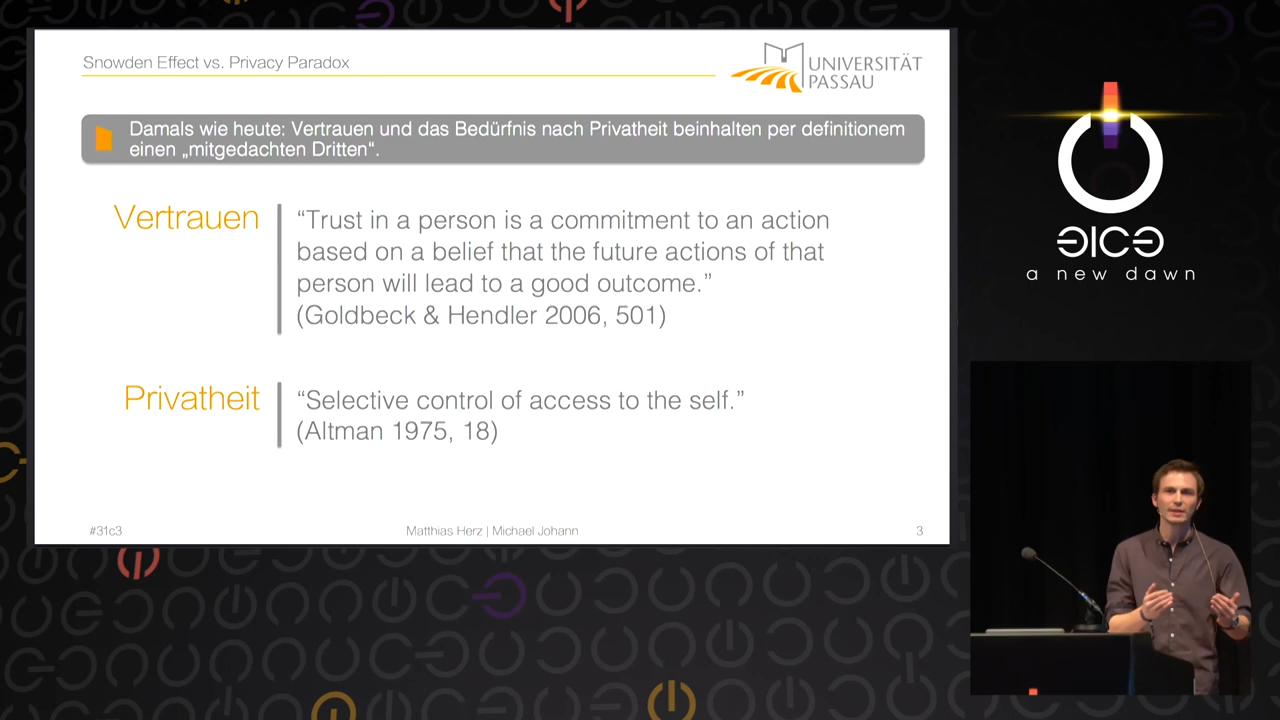 Snowden Effect vs. Privacy Paradox
UNIVERSITÄT
PASSAU
Damals wie heute: Vertrauen und das Bedürfnis nach Privatheit beinhalten per definitionem
einen „mitgedachten Dritten“.
Vertrauen
“Trust in a person is a commitment to an action
based on a belief that the future actions of that
person will lead to a good outcome.”
(Goldbeck & Hendler 2006, 501)
Privatheit
“Selective control of access to the self.”
(Altman 1975, 18)
#31c3
Matthias Herz | Michael Johann
3
a new dawn